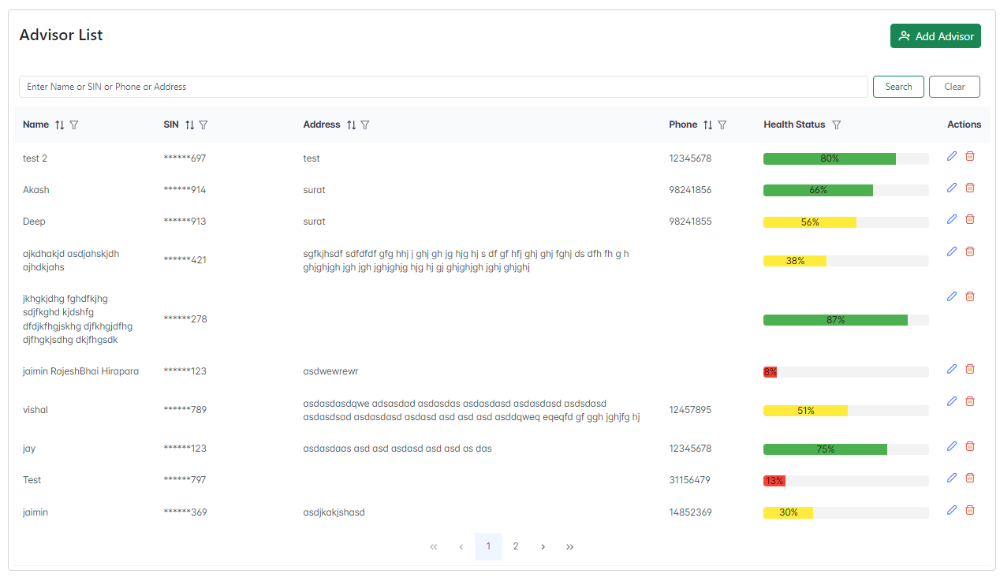 Advisor List
Add Advisor
Enter Name or SIN or Phone or Address
Search
Clear
Name SIN Address Phone Health Status Actions
test 2 ******697 test 12345678 80%
Akash ******914 surat 98241856 66%
Deep ******913 surat 98241855 56%
ajkdhakjd asdjahskjdh
ajhdkjahs
******421
sgfkjhsdf sdfdfdf gfg hhj j ghj gh jg hjg hj s df gf hfj ghj ghj fghj ds dfh fh g h
ghjghjgh jgh jgh jghjghjg hjg hj gj ghjghjgh jghj ghjghj
38%
jkhgkjdhg fghdfkjhg
sdjfkghd kjdshfg
dfdjkfhgjskhg djfkhgjdfhg
djfhgkjsdhg dkjfhgsdk
******278
87%
jaimin RajeshBhai Hirapara ******123 asdwewrewr 8%
vishal ******789
asdasdasdqwe adsasdad asdasdas asdasdasd asdasdasd asdsdasd
asdasdsad asdasdasd asdasd asd asd asd asddqweq eqeqfd gf ggh jghjfg hj
12457895 51%
jay ******123 asdasdaas asd asd asdasd asd asd as das 12345678 75%
Test ******797 31156479 13%
jaimin ******369 asdjkakjshasd 14852369 30%
« ‹ 1 2 › »